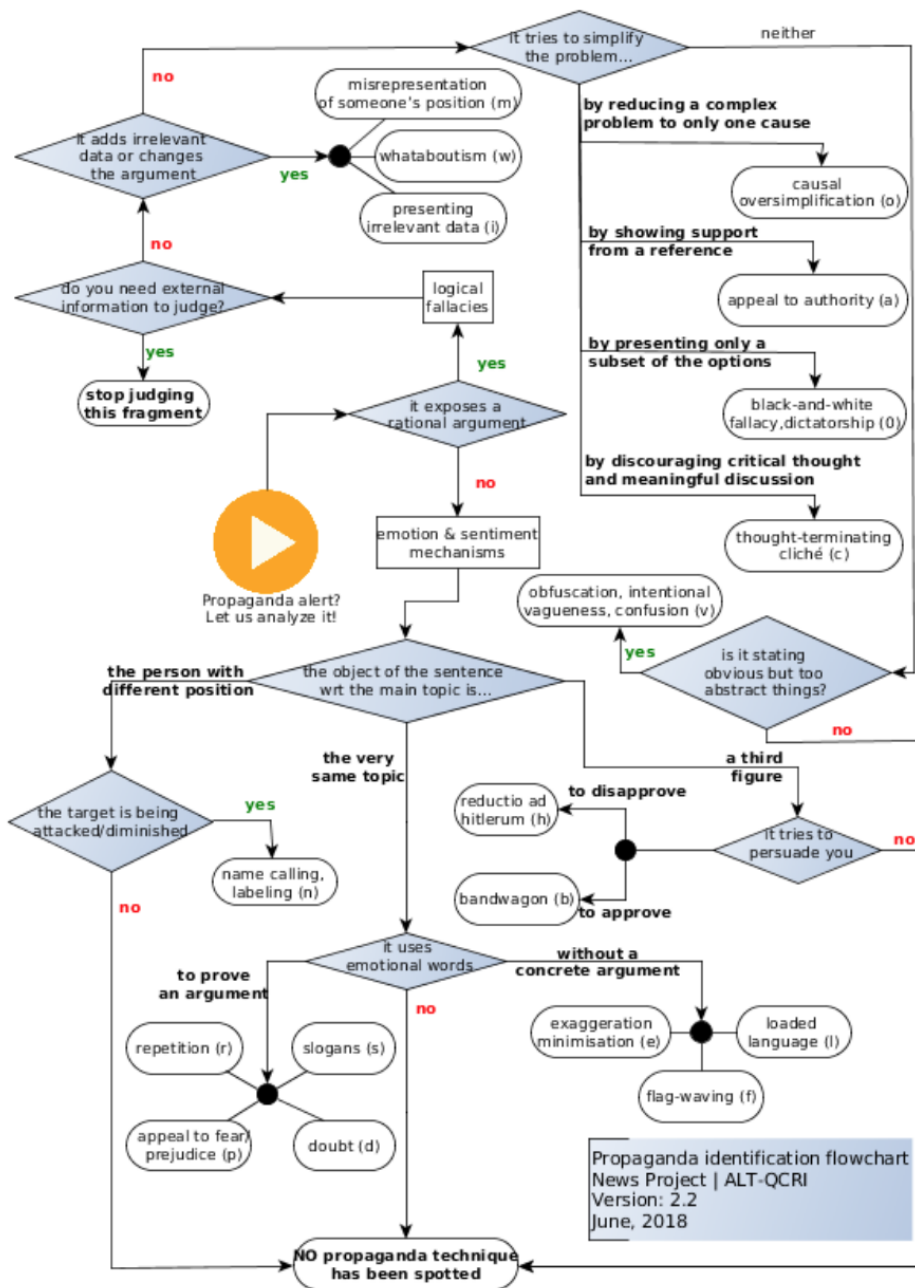 it tries to simplify
the problem...
neither
no
misrepresentation
of someone's position (m)
by reducing a complex
problem to only one cause
it adds irrelevant
data or changes
the argument
yes
whataboutism (w)
causal
oversimplification (o)
presenting
irrelevant data (i)
no
by showing support
from a reference
do you need external
information to judge?
logical
fallacies
appeal to authority (a)
yes
yes
by presenting only a
subset of the options
stop judging
this fragment
it exposes a
rational argument
black-and-white
fallacy,dictatorship (0)
by discouraging critical thought
and meaningful discussion
no
emotion & sentiment
mechanisms
thought-terminating
cliché (c)
Propaganda alert?
Let us analyze it!
obfuscation, intentional
vagueness, confusion (v)
yes
is it stating
obvious but too
abstract things?
no
the person with
different position
the object of the sentence
wrt the main topic is...
the very
same topic
a third
figure
the target is being
attacked/diminished
yes
name calling,
labeling (n)
no
to disapprove
reductio ad
hitlerum (h)
it tries to
persuade you
no
bandwagon (b)
to approve
it uses
emotional words
to prove
an argument
no
without a
concrete argument
repetition (r)
slogans (s)
appeal to fear/
prejudice (p)
doubt (d)
exaggeration
minimisation (e)
loaded
language (l)
flag-waving (f)
Propaganda identification flowchart
News Project | ALT-QCRI
Version: 2.2
June, 2018
NO propaganda technique
has been spotted